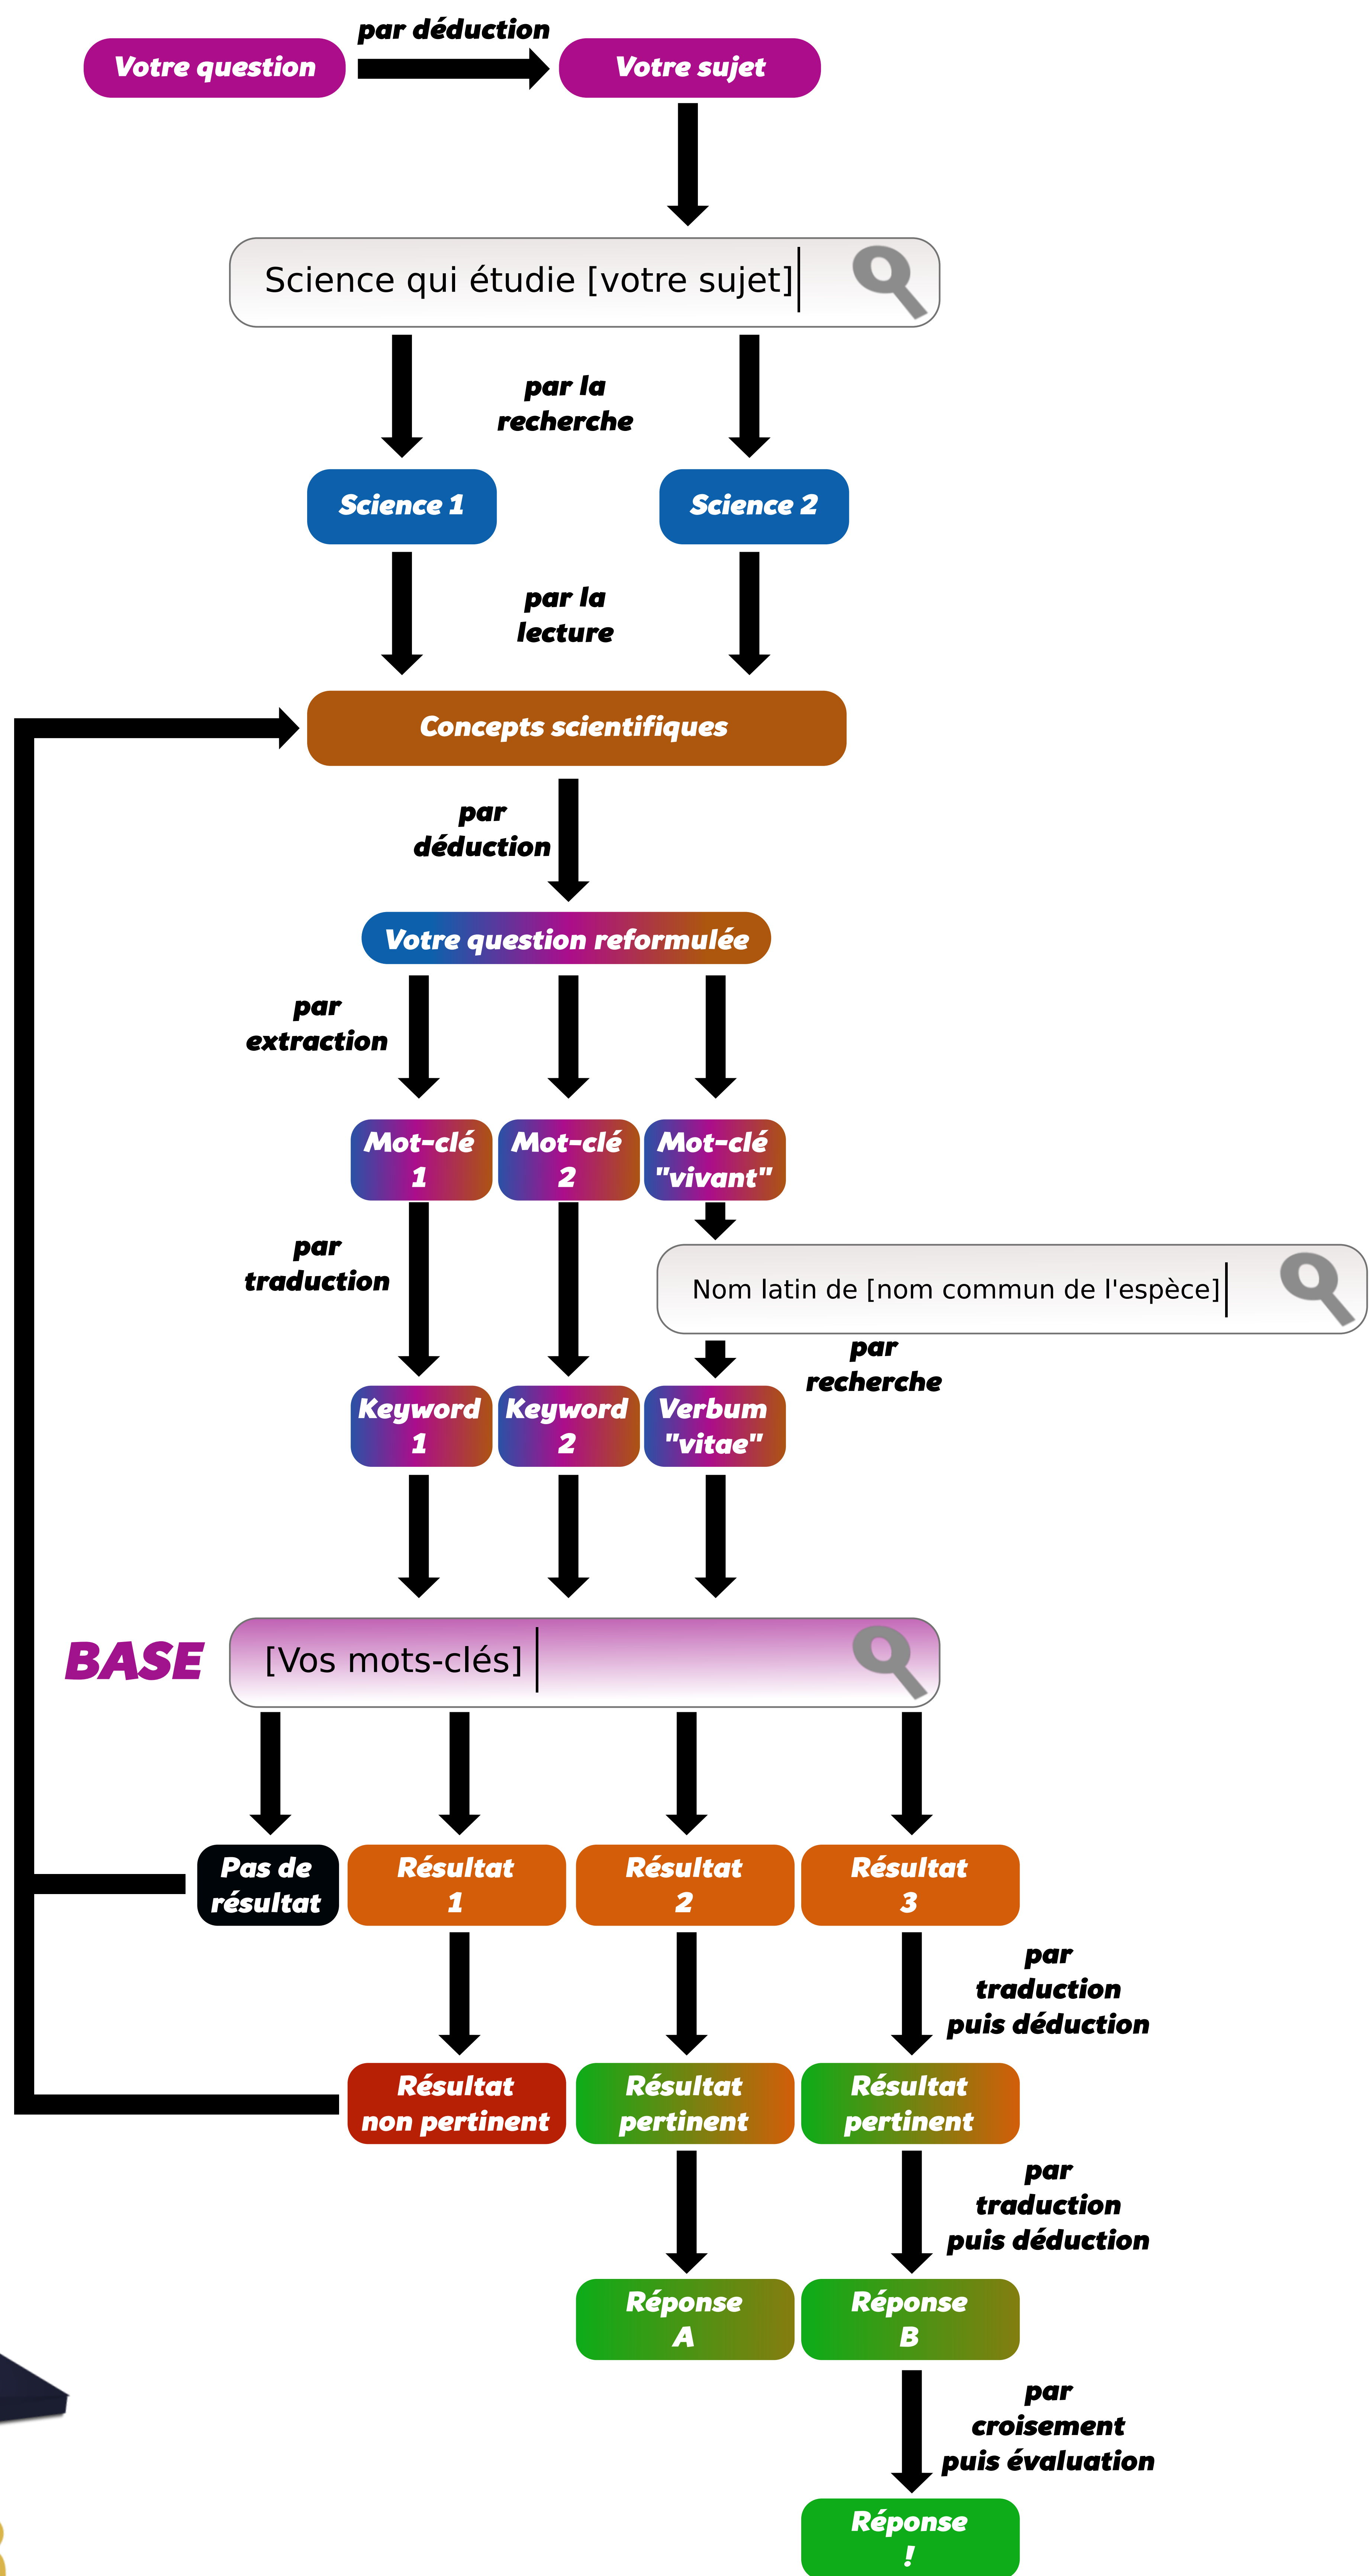 par déduction
Votre question
Votre sujet
Science qui étudie [votre sujet]
par la
recherche
Science 1
Science 2
par la
lecture
Concepts scientifiques
par
déduction
Votre question reformulée
par
extraction
Mot-clé
1
Mot-clé
2
Mot-clé
"vivant"
par
traduction
Nom latin de [nom commun de l'espèce]
par
recherche
Keyword
1
Keyword
2
Verbum
"vitae"
BASE
[Vos mots-clés]
Pas de
résultat
Résultat
1
Résultat
2
Résultat
3
par
traduction
puis déduction
Résultat
non pertinent
Résultat
pertinent
Résultat
pertinent
par
traduction
puis déduction
Réponse
A
Réponse
B
par
croisement
puis évaluation
Réponse
!